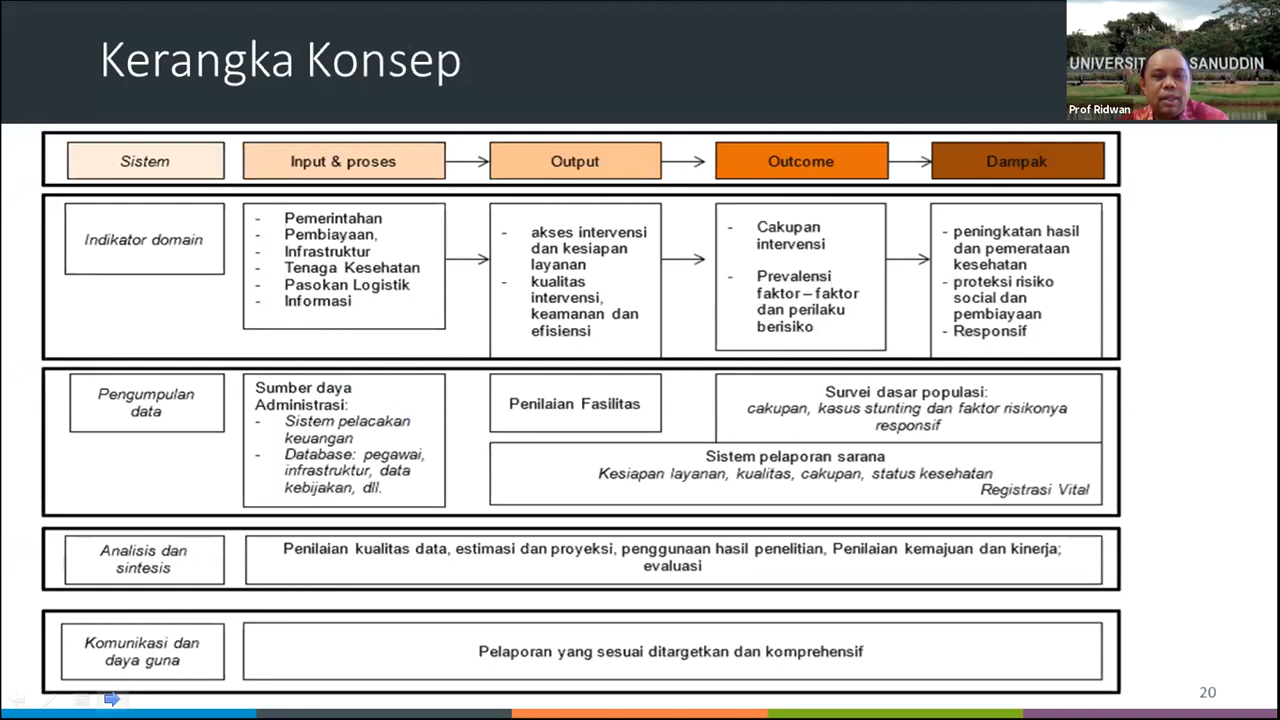 Kerangka Konsep
UNIVERSIT SANUDDIN
Prof Ridwan
Sistem
Input & proses
Output
Outcome
Dampak
Indikator domain
- Pemerintahan
- Pembiayaan,
- Infrastruktur
- Tenaga Kesehatan
- Pasokan Logistik
- Informasi
- akses intervensi
dan kesiapan
layanan
- kualitas
intervensi,
keamanan dan
efisiensi
- Cakupan
intervensi
- Prevalensi
faktor – faktor
dan perilaku
berisiko
- peningkatan hasil
dan pemerataan
kesehatan
- proteksi risiko
social dan
pembiayaan
- Responsif
Pengumpulan
data
Sumber daya
Administrasi:
- Sistem pelacakan
keuangan
- Database: pegawai,
infrastruktur, data
kebijakan, dll.
Penilaian Fasilitas
Survei dasar populasi:
cakupan, kasus stunting dan faktor risikonya
responsif
Sistem pelaporan sarana
Kesiapan layanan, kualitas, cakupan, status kesehatan
Registrasi Vital
Analisis dan
sintesis
Penilaian kualitas data, estimasi dan proyeksi, penggunaan hasil penelitian, Penilaian kemajuan dan kinerja;
evaluasi
Komunikasi dan
daya guna
Pelaporan yang sesuai ditargetkan dan komprehensif
20